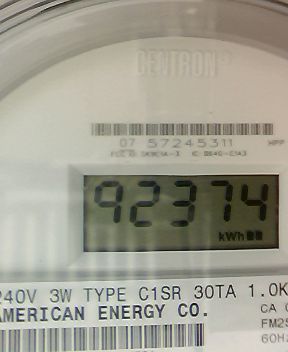 CENTRON®
07 57245311
92374
kWh
240V 3W TYPE C1SR 30TA 1.0K
AMERICAN ENERGY CO.
CA
FM2S
60Hz